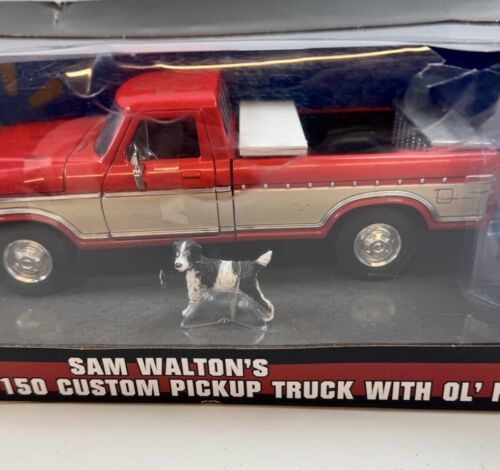 SAM WALTON'S
150 CUSTOM PICKUP TRUCK WITH OL'